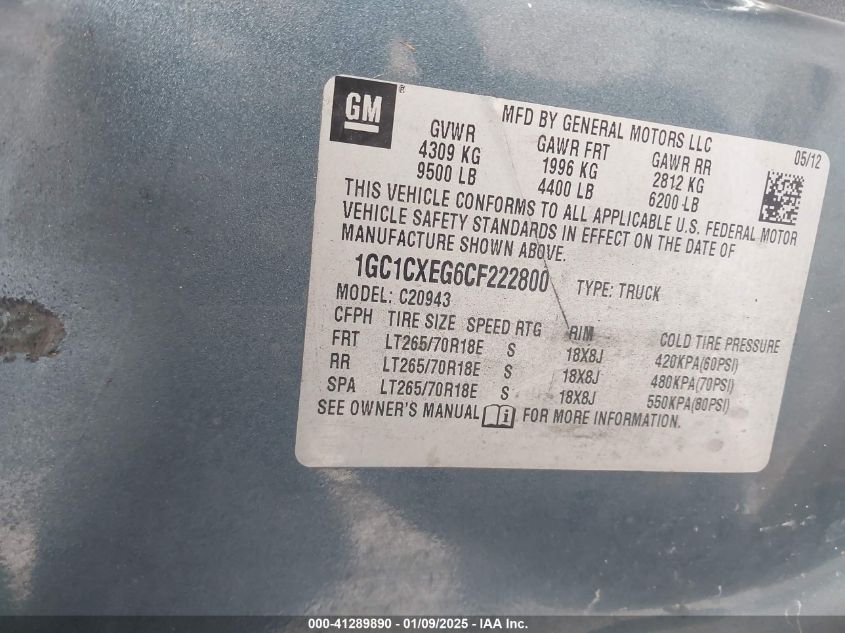 GM
MFD BY GENERAL MOTORS LLC
05/12
GVWR GAWR FRT GAWR RR
4309 KG 1996 KG 2812 KG
9500 LB 4400 LB 6200 LB
THIS VEHICLE CONFORMS TO ALL APPLICABLE U.S. FEDERAL MOTOR
VEHICLE SAFETY STANDARDS IN EFFECT ON THE DATE OF
MANUFACTURE SHOWN ABOVE.
1GC1CXEG6CF222800 TYPE: TRUCK
MODEL: C20943
CFPH TIRE SIZE SPEED RTG RIM COLD TIRE PRESSURE
FRT LT265/70R18E S 18X8J 420KPA(60PSI)
RR LT265/70R18E S 18X8J 480KPA(70PSI)
SPA LT265/70R18E S 18X8J 550KPA(80PSI)
SEE OWNER'S MANUAL i FOR MORE INFORMATION.
000-41289890 - 01/09/2025 - IAA Inc.